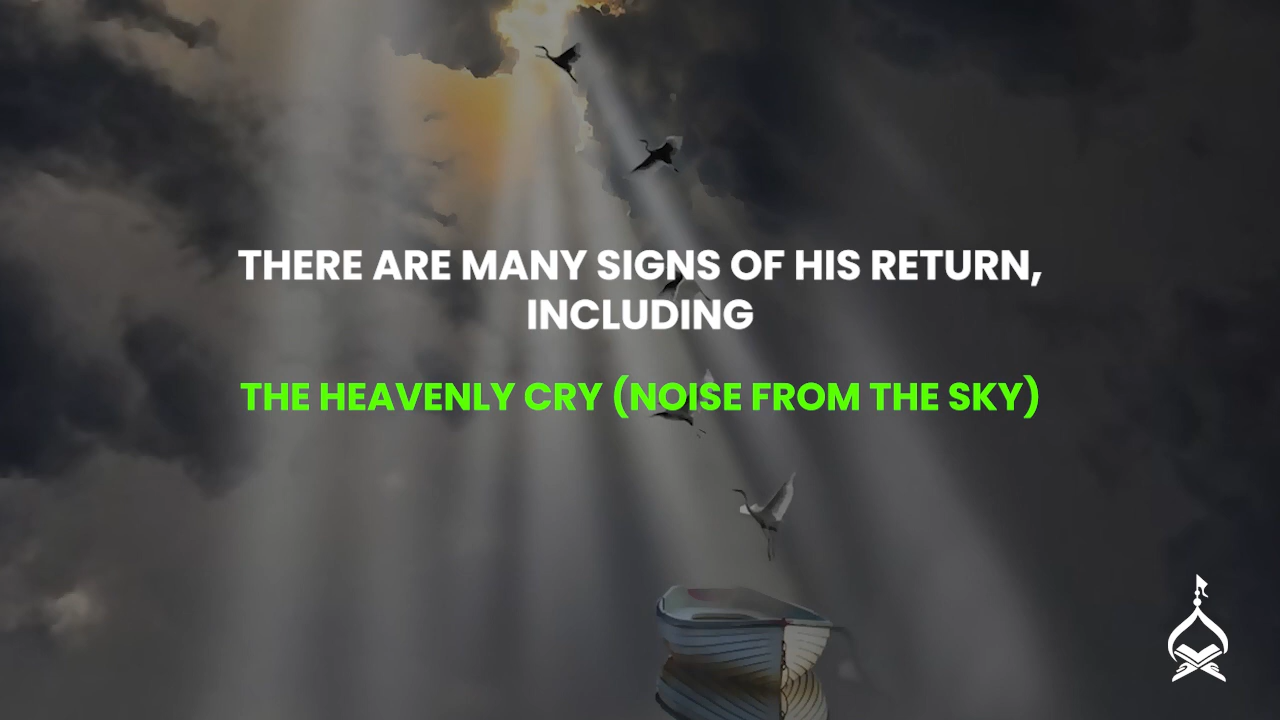 THERE ARE MANY SIGNS OF HIS RETURN,
INCLUDING
THE HEAVENLY CRY (NOISE FROM THE SKY)